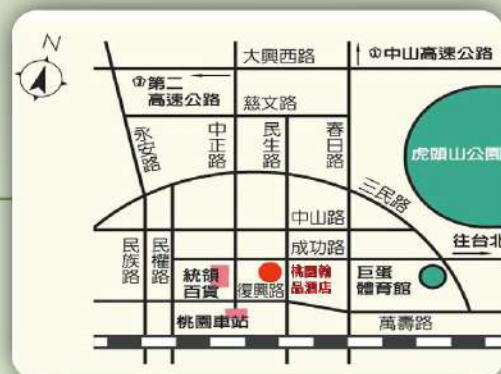 N
大興西路
①中山高速公路
③第二
高速公路
慈文路
永安路
中正路
民生路
春日路
虎頭山公園
三民路
中山路
往台北
成功路
民族路
民權路
統領
百貨
復興路
桃園翰
品酒店
巨蛋
體育館
桃園車站
萬壽路